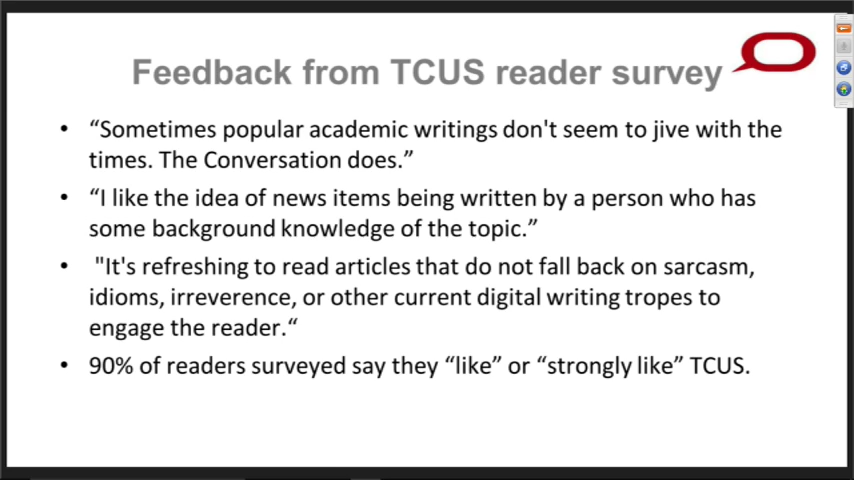 Feedback from TCUS reader survey
• “Sometimes popular academic writings don't seem to jive with the
times. The Conversation does.”
• “I like the idea of news items being written by a person who has
some background knowledge of the topic.”
• "It's refreshing to read articles that do not fall back on sarcasm,
idioms, irreverence, or other current digital writing tropes to
engage the reader.“
• 90% of readers surveyed say they “like” or “strongly like” TCUS.